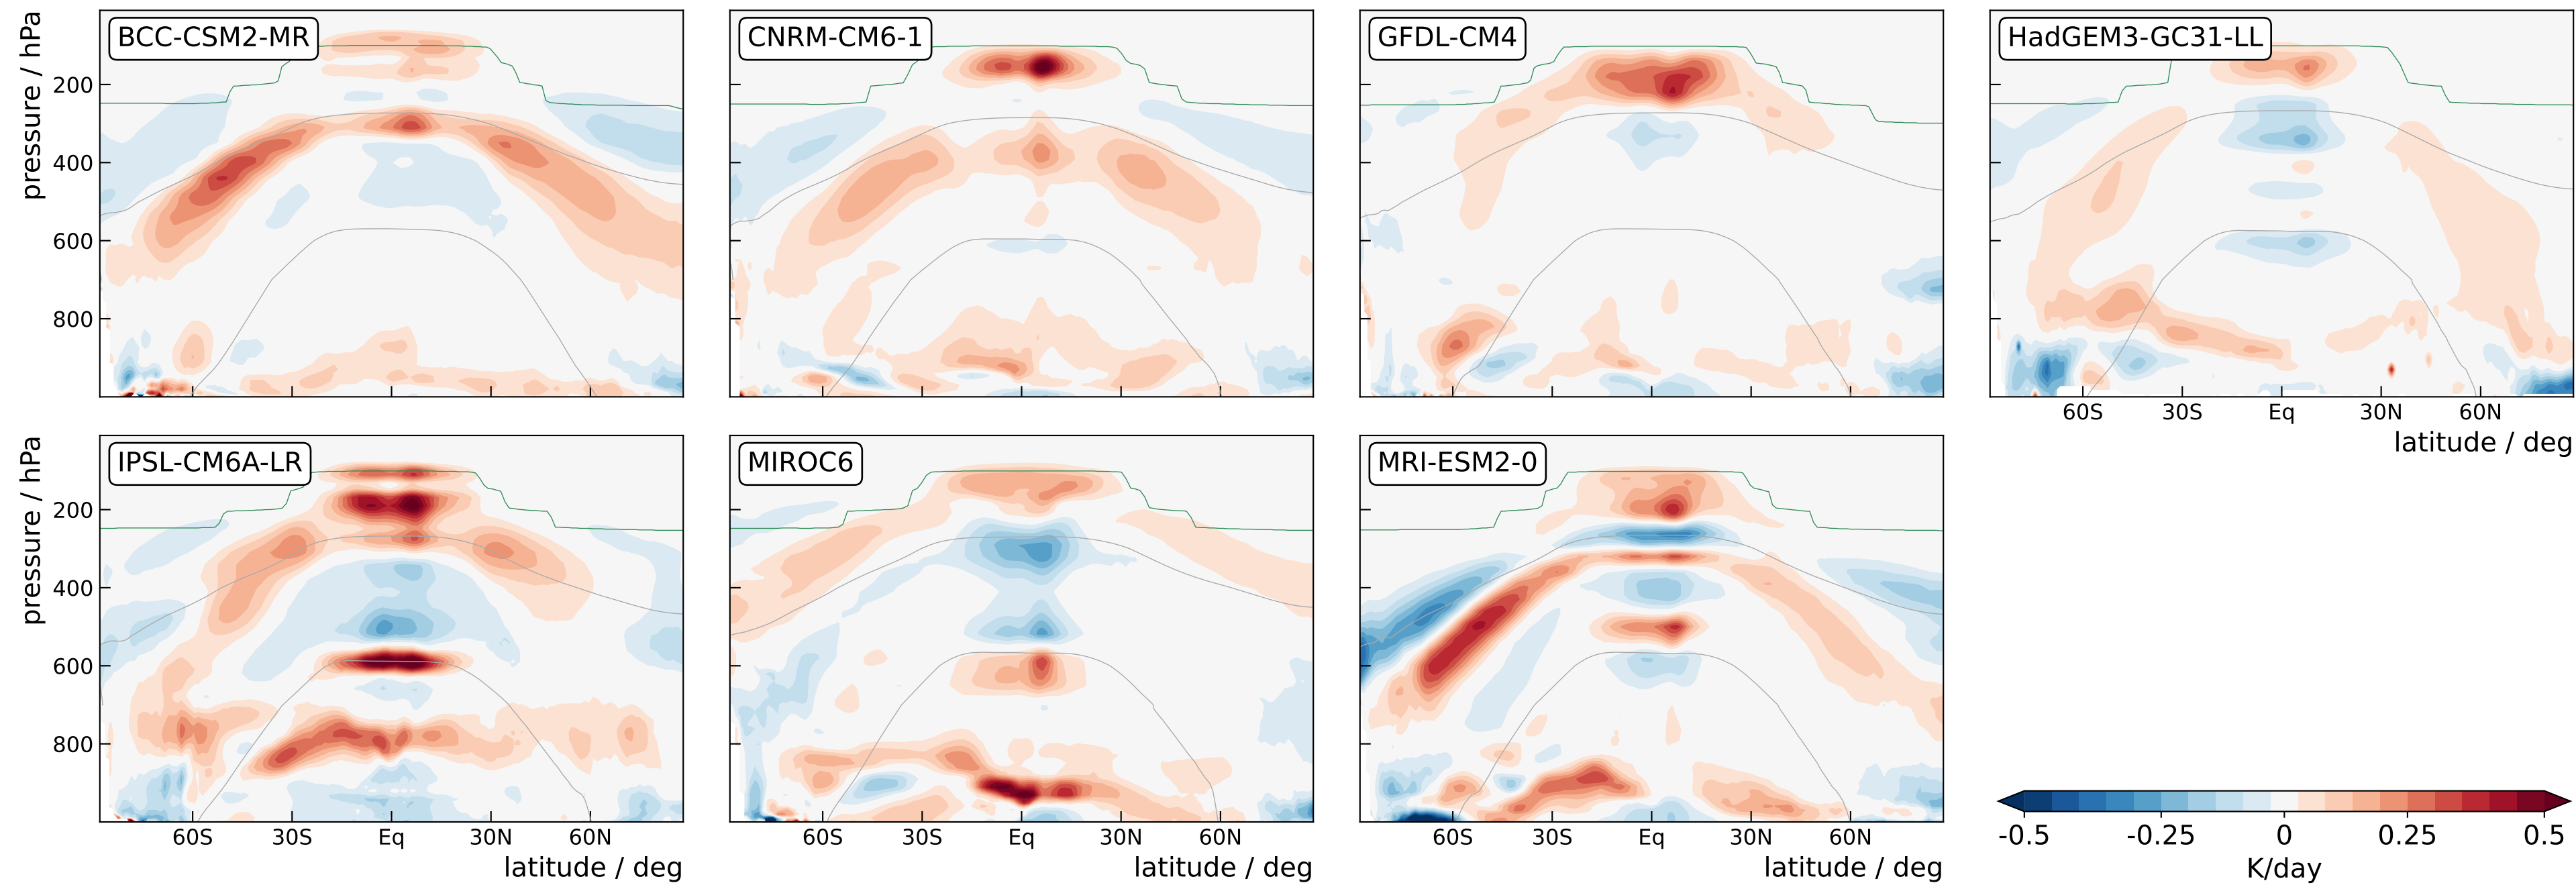 BCC-CSM2-MR
CNRM-CM6-1
GFDL-CM4
HadGEM3-GC31-LL
pressure / hPa
200
400
600
800
60S 30S Eq 30N 60N
latitude / deg
IPSL-CM6A-LR
MIROC6
MRI-ESM2-0
pressure / hPa
200
400
600
800
60S 30S Eq 30N 60N
latitude / deg
60S 30S Eq 30N 60N
latitude / deg
60S 30S Eq 30N 60N
latitude / deg
-0.5 -0.25 0 0.25 0.5
K/day